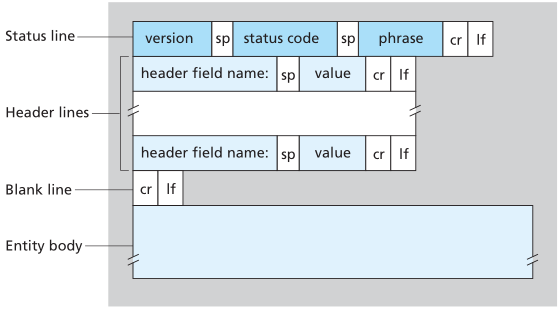 Status line version sp status code sp phrase cr lf
header field name: sp value cr lf
Header lines
header field name: sp value cr lf
Blank line cr lf
Entity body